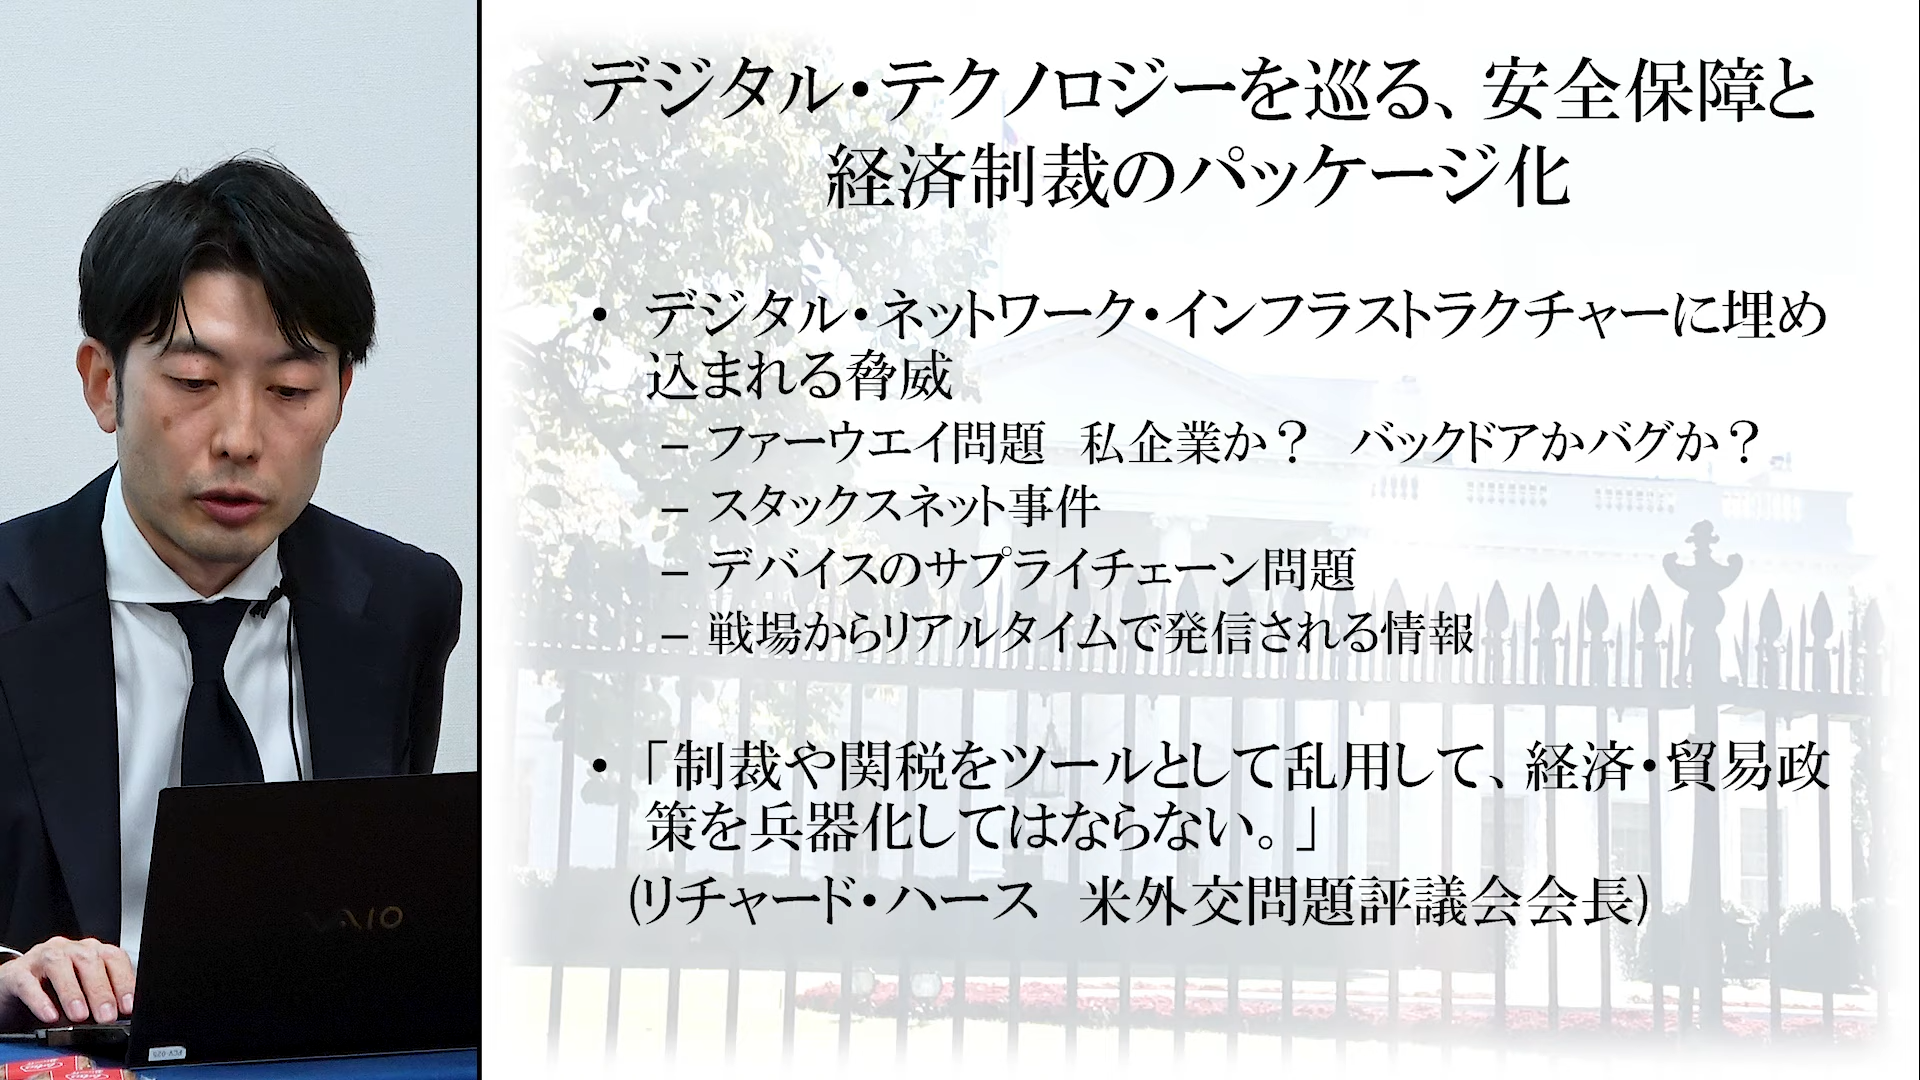 デジタル・テクノロジーを巡る、安全保障と
経済制裁のパッケージ化
• デジタル・ネットワーク・インフラストラクチャーに埋め
込まれる脅威
– ファーウエイ問題　私企業か？　バックドアかバグか？
– スタックスネット事件
– デバイスのサプライチェーン問題
– 戦場からリアルタイムで発信される情報
• 「制裁や関税をツールとして乱用して、経済・貿易政
策を兵器化してはならない。」
(リチャード・ハース　米外交問題評議会会長)
VAIO